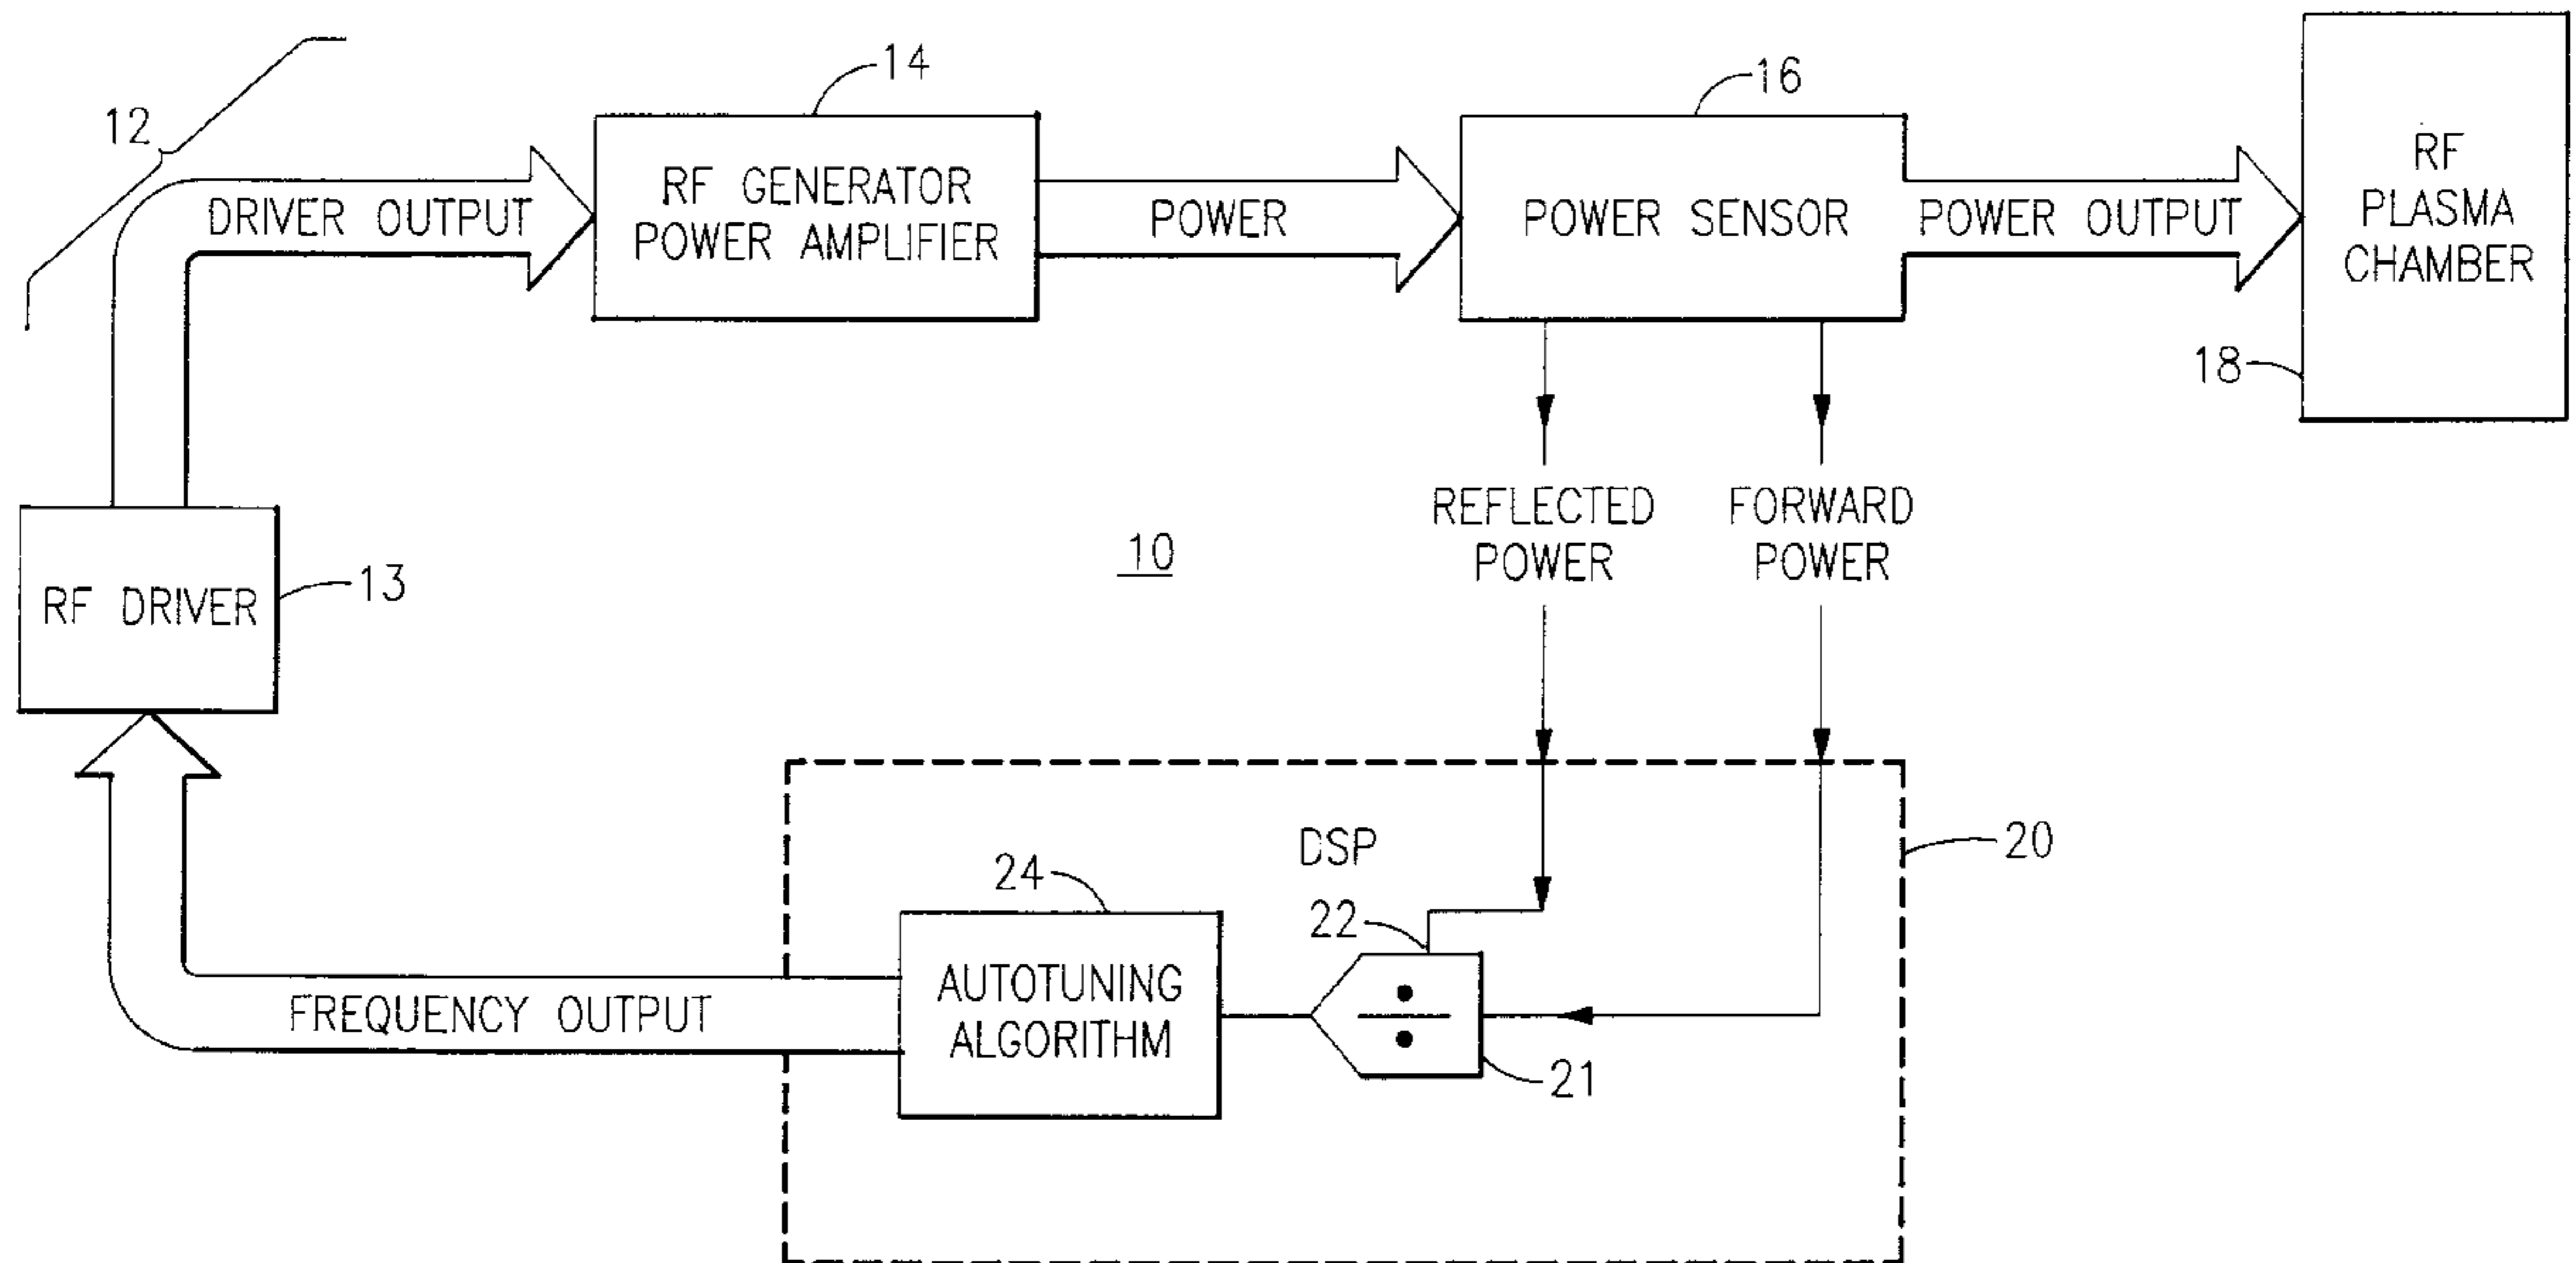 12
14
16
DRIVER OUTPUT
RF GENERATOR
POWER AMPLIFIER
POWER
POWER SENSOR
POWER OUTPUT
RF
PLASMA
CHAMBER
18
RF DRIVER
13
10
REFLECTED
POWER
FORWARD
POWER
DSP
20
24
22
AUTOTUNING
ALGORITHM
21
FREQUENCY OUTPUT